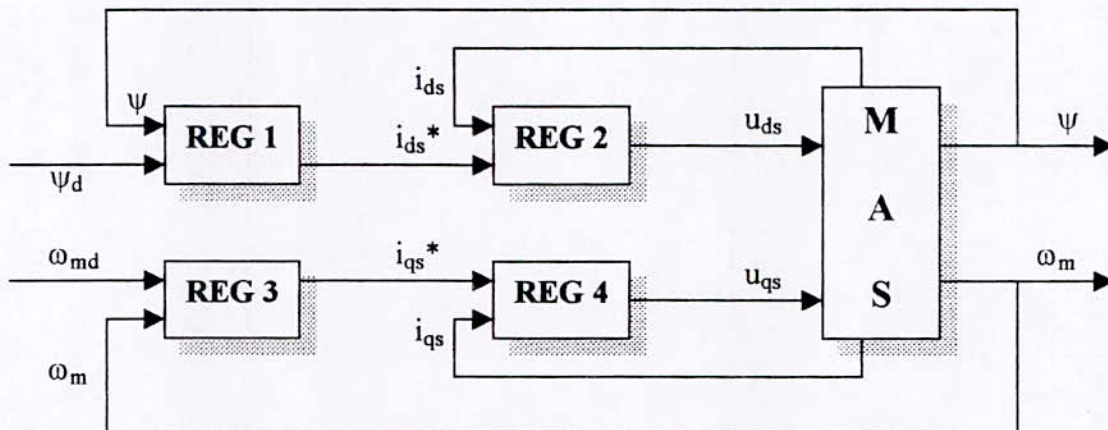 i_ds
ψ
REG 1
i_ds*
REG 2
u_ds
M
ψ
ψ_d
A
ω_md
REG 3
i_qs*
REG 4
u_qs
S
ω_m
i_qs
ω_m